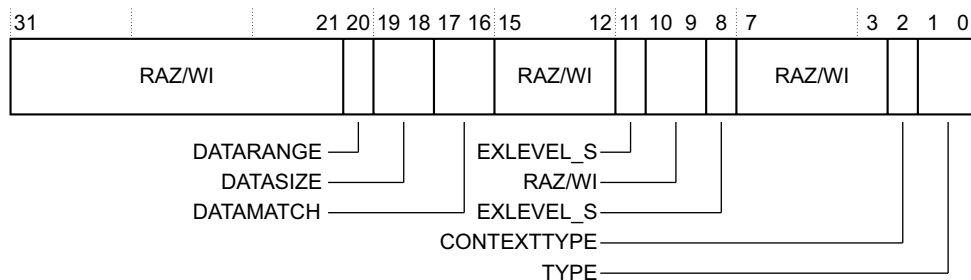 31 21 20 19 18 17 16 15 12 11 10 9 8 7 3 2 1 0
RAZ/WI RAZ/WI RAZ/WI
DATARANGE EXLEVEL_S
DATASIZE RAZ/WI
DATAMATCH EXLEVEL_S
CONTEXTTYPE
TYPE